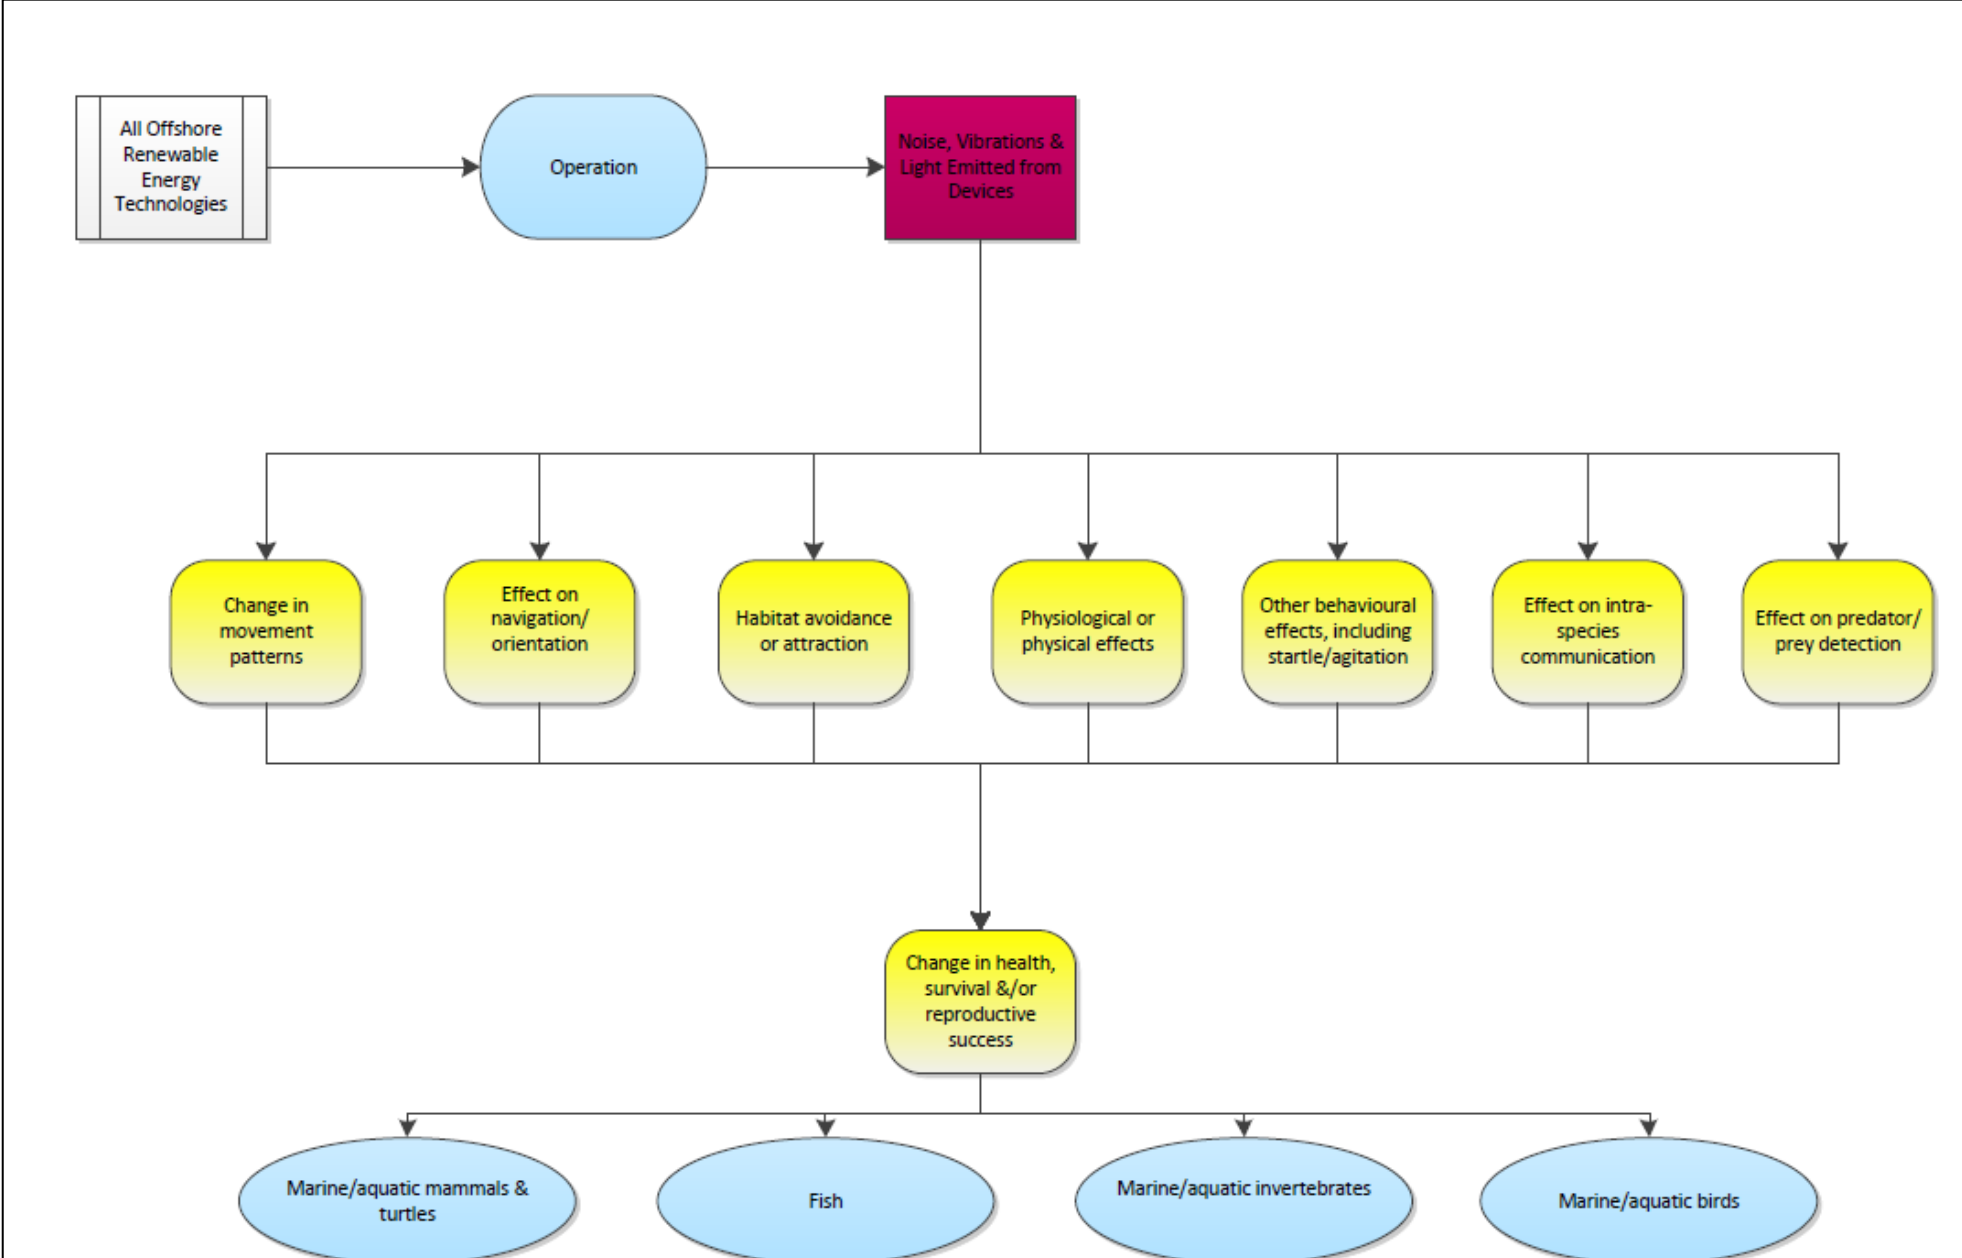 All Offshore
Renewable
Energy
Technologies
Operation
Noise, Vibrations &
Light Emitted from
Devices
Change in
movement
patterns
Effect on
navigation/
orientation
Habitat avoidance
or attraction
Physiological or
physical effects
Other behavioural
effects, including
startle/agitation
Effect on intra-
species
communication
Effect on predator/
prey detection
Change in health,
survival &/or
reproductive
success
Marine/aquatic mammals &
turtles
Fish
Marine/aquatic invertebrates
Marine/aquatic birds